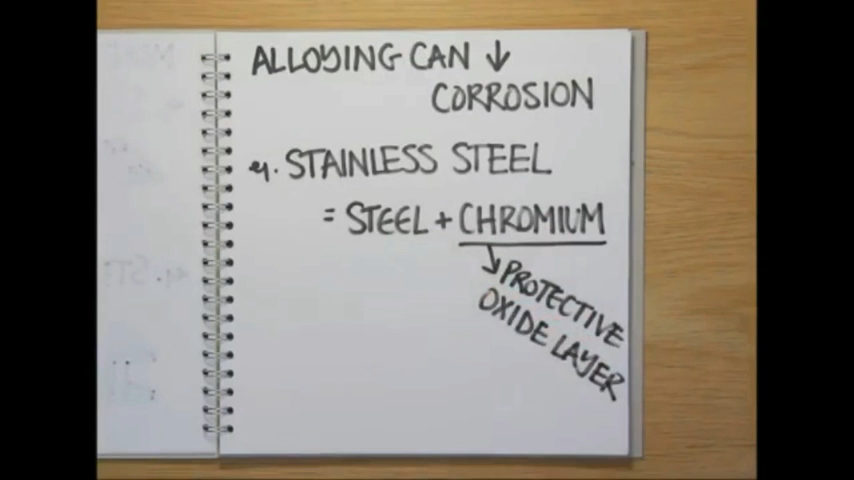 ALLOYING CAN ↓
CORROSION
eg. STAINLESS STEEL
= STEEL + CHROMIUM
↘ PROTECTIVE
OXIDE LAYER